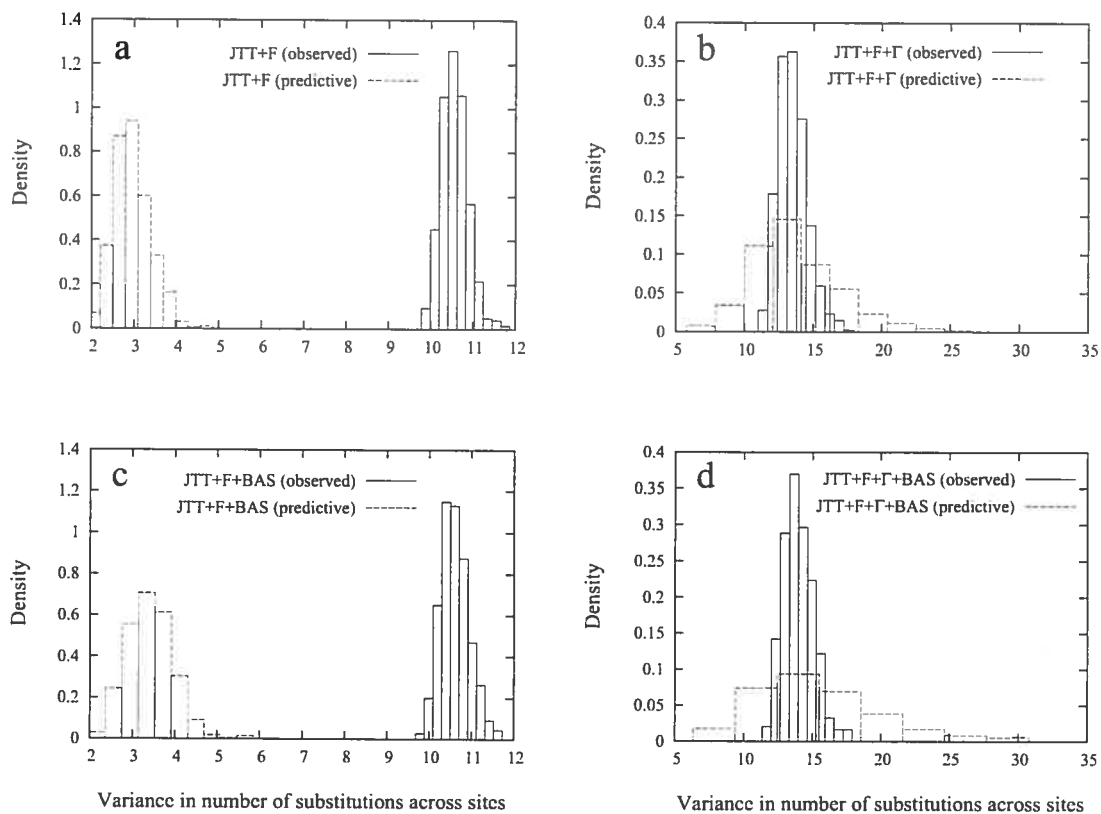 a
JTT+F (observed)
JTT+F (predictive)
1.4
1.2
1
0.8
0.6
0.4
0.2
0
Density
2 3 4 5 6 7 8 9 10 11 12
b
JTT+F+Γ (observed)
JTT+F+Γ (predictive)
0.4
0.35
0.3
0.25
0.2
0.15
0.1
0.05
0
Density
5 10 15 20 25 30 35
c
JTT+F+BAS (observed)
JTT+F+BAS (predictive)
1.4
1.2
1
0.8
0.6
0.4
0.2
0
Density
2 3 4 5 6 7 8 9 10 11 12
Variance in number of substitutions across sites
d
JTT+F+Γ+BAS (observed)
JTT+F+Γ+BAS (predictive)
0.4
0.35
0.3
0.25
0.2
0.15
0.1
0.05
0
Density
5 10 15 20 25 30 35
Variance in number of substitutions across sites